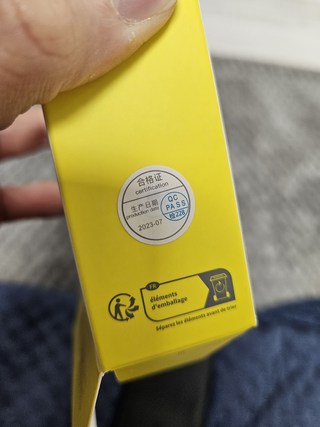 合格证
certification
生产日期
production date
QC
PASS
检228
2023-07
FR
éléments
d'emballage
Séparez les éléments avant de trier